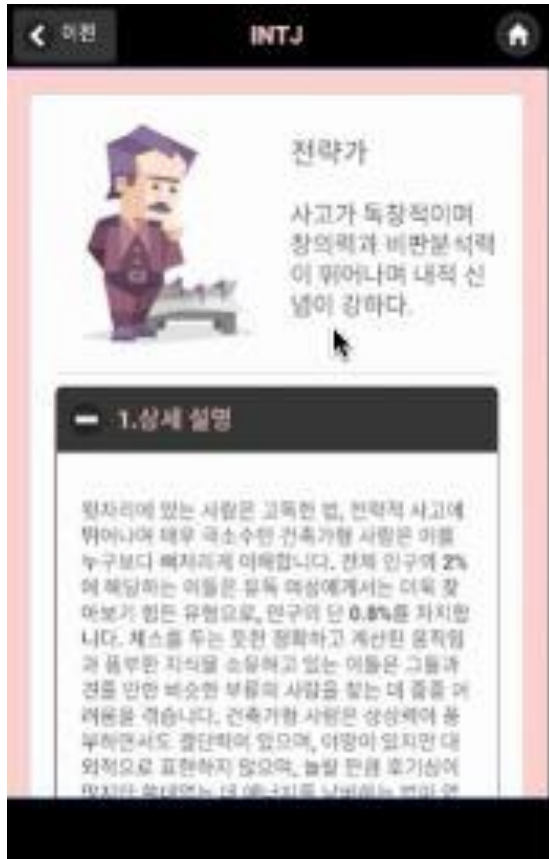 이전
INTJ
전략가
사고가 독창적이며
창의력과 비판분석력
이 뛰어나며 내적 신
념이 강하다.
1.상세 설명
윗자리에 있는 사람은 고독한 법, 전략적 사고에
뛰어나며 매우 극소수인 건축가형 사람은 이를
누구보다 뼈저리게 이해합니다. 전체 인구의 2%
에 해당하는 이들은 유독 여성에게서는 더욱 찾
아보기 힘든 유형으로, 인구의 단 0.8%를 차지합
니다. 체스를 두는 듯한 정확하고 계산된 움직임
과 풍부한 지식을 소유하고 있는 이들은 그들과
견줄 만한 비슷한 부류의 사람을 찾는 데 종종 어
려움을 겪습니다. 건축가형 사람은 상상력이 풍
부하면서도 결단력이 있으며, 야망이 있지만 대
외적으로 표현하지 않으며, 놀랄 만큼 호기심이